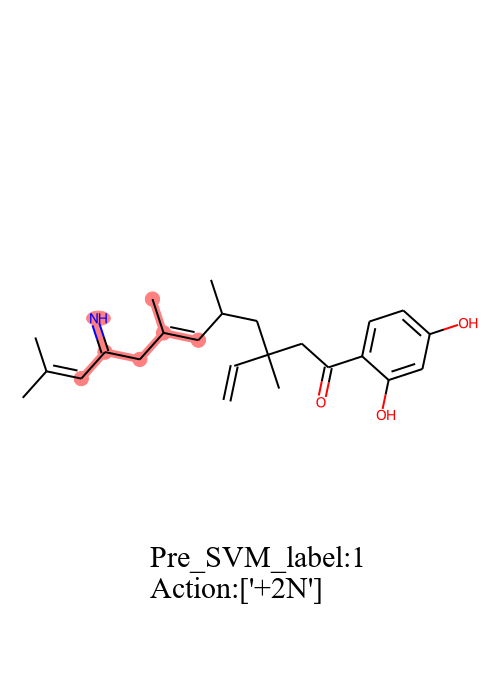 NH
OH
O
OH
Pre_SVM_label:1
Action:['+2N']